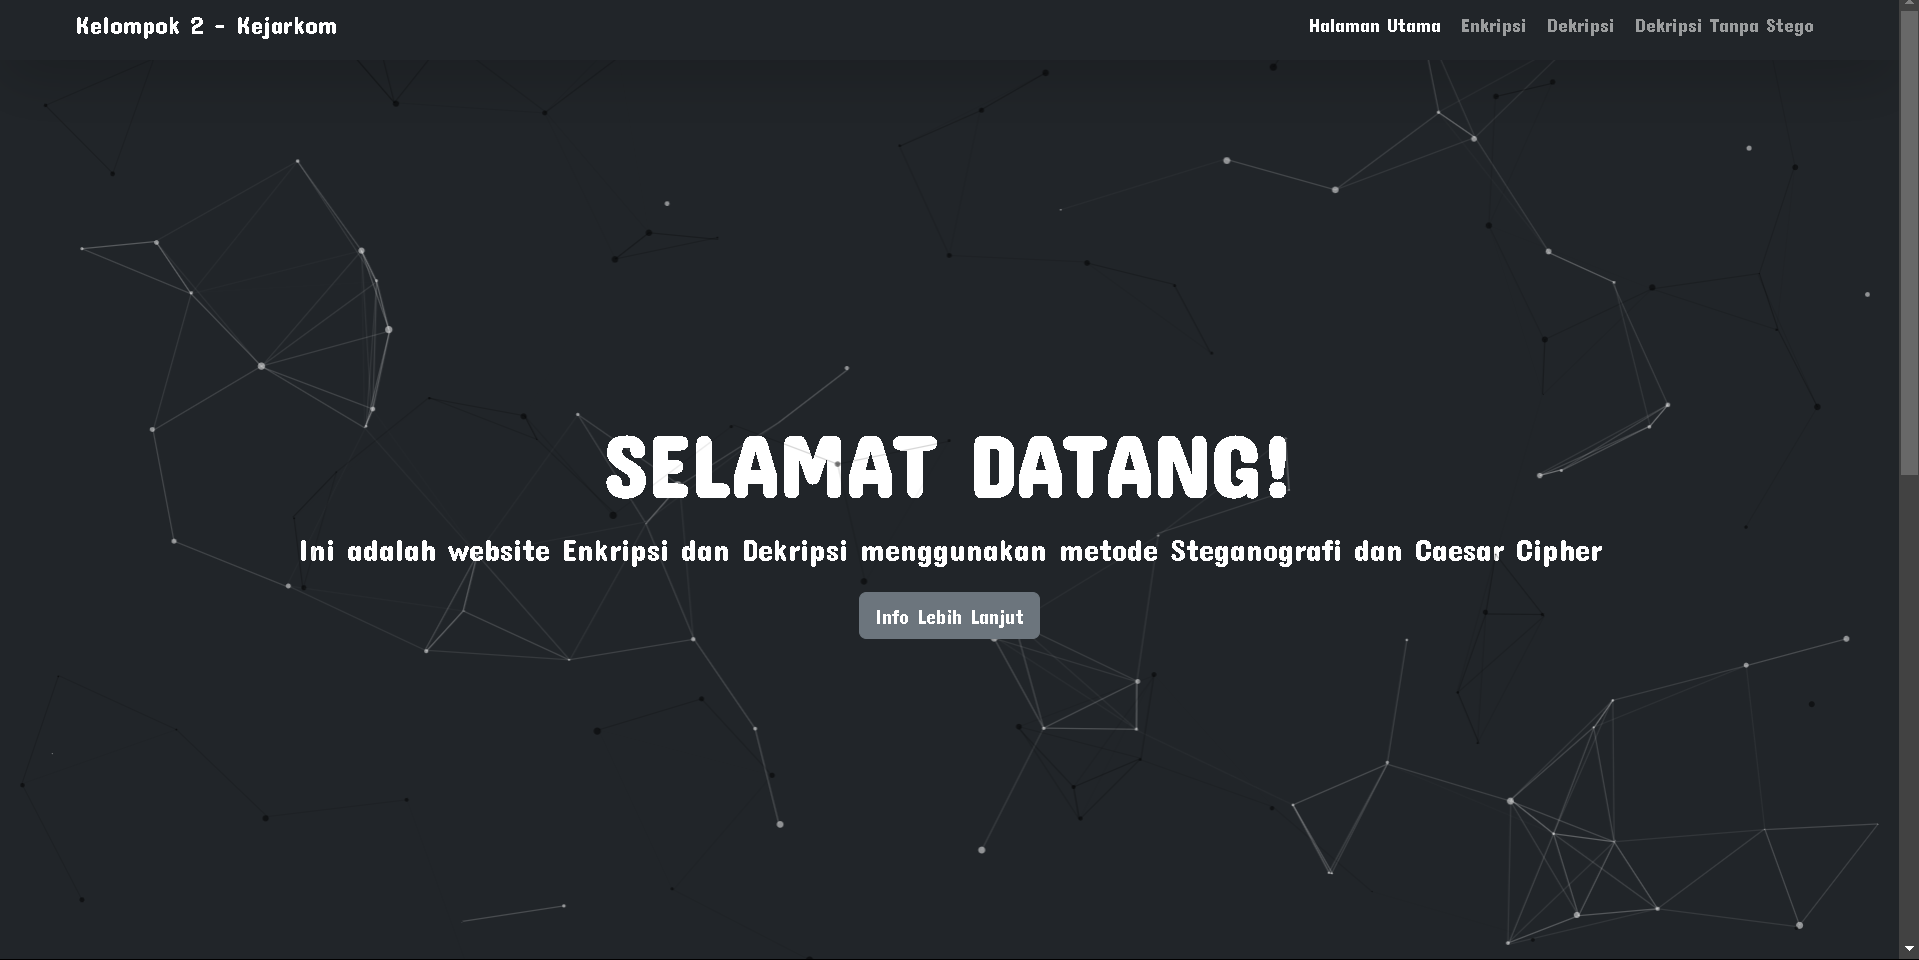 Kelompok 2 - Kejarkom
Halaman Utama Enkripsi Dekripsi Dekripsi Tanpa Stego
SELAMAT DATANG!
Ini adalah website Enkripsi dan Dekripsi menggunakan metode Steganografi dan Caesar Cipher
Info Lebih Lanjut